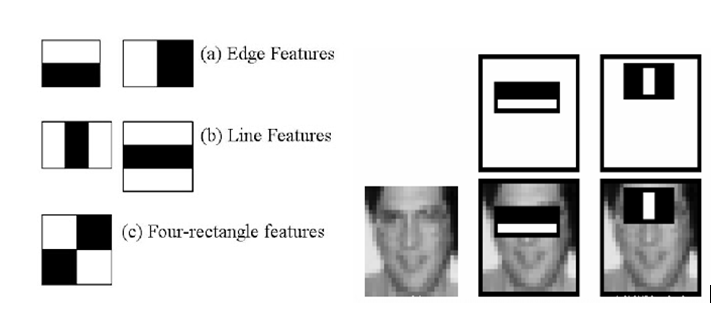 (a) Edge Features
(b) Line Features
(c) Four-rectangle features